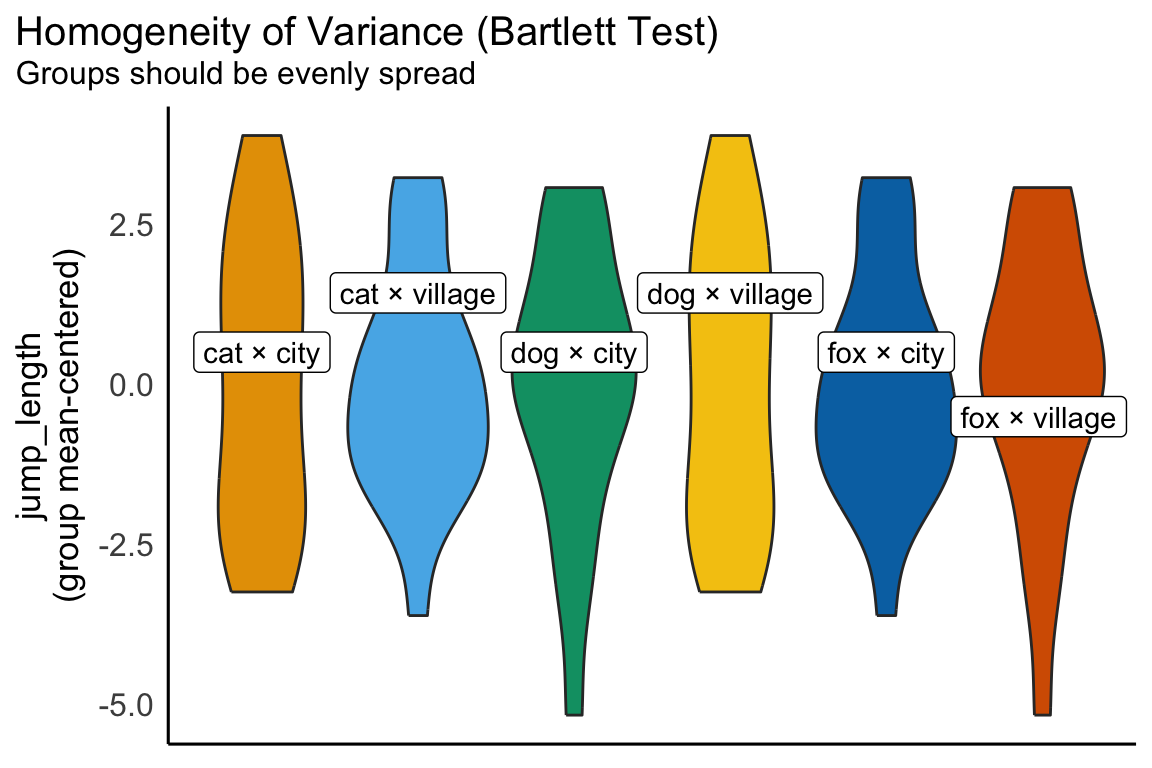 Homogeneity of Variance (Bartlett Test)
Groups should be evenly spread
jump_length
(group mean-centered)
2.5
0.0
-2.5
-5.0
cat × city
cat × village
dog × city
dog × village
fox × city
fox × village